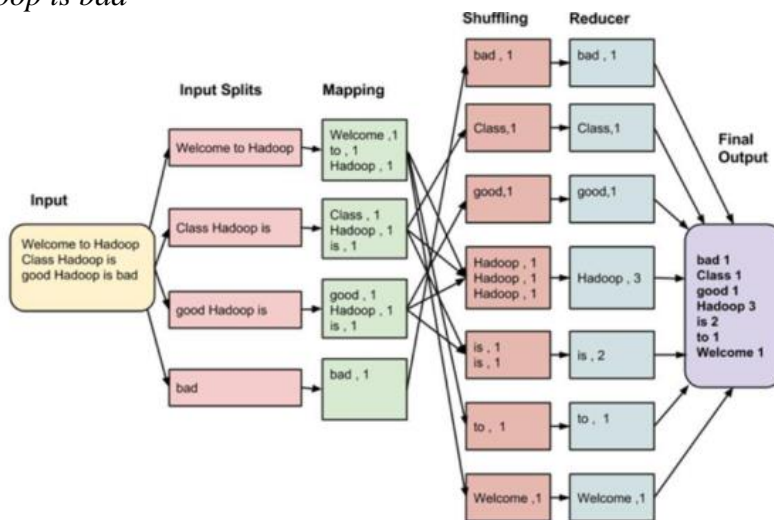 is bad
Shuffling
Reducer
Input Splits
Mapping
Final
Output
Input
Welcome to Hadoop
Class Hadoop is
good Hadoop is bad
Welcome to Hadoop
Class Hadoop is
good Hadoop is
bad
Welcome ,1
to , 1
Hadoop , 1
Class , 1
Hadoop , 1
is , 1
good , 1
Hadoop , 1
is , 1
bad , 1
bad , 1
Class,1
good,1
Hadoop , 1
Hadoop , 1
Hadoop , 1
is , 1
is , 1
to , 1
Welcome ,1
bad , 1
Class,1
good,1
Hadoop , 3
is , 2
to , 1
Welcome ,1
bad 1
Class 1
good 1
Hadoop 3
is 2
to 1
Welcome 1